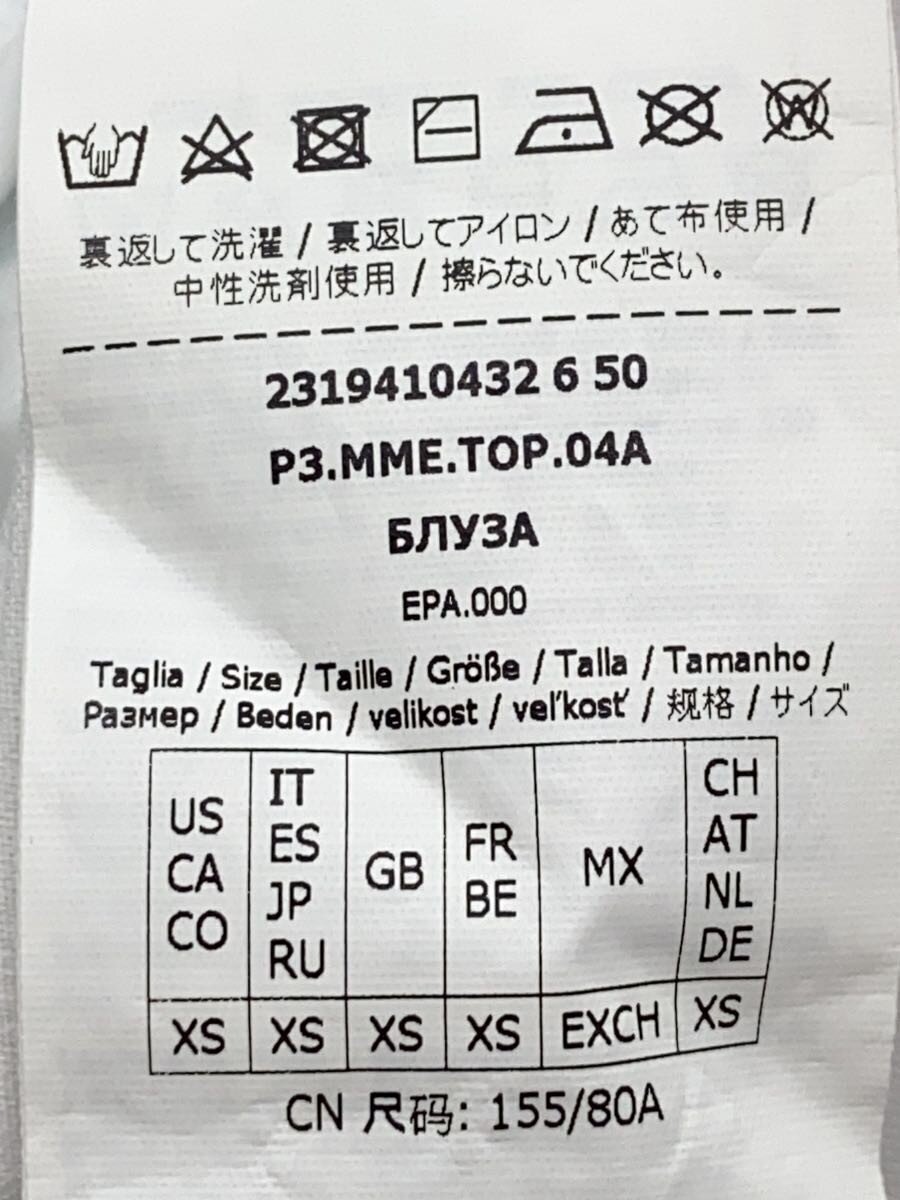 裏返して洗濯 / 裏返してアイロン / あて布使用 /
中性洗剤使用 / 擦らないでください。
2319410432 6 50
P3.MME.TOP.04A
БЛУЗА
EPA.000
Taglia / Size / Taille / Größe / Talla / Tamanho /
Размер / Beden / velikost / veľkosť / 规格 / サイズ
US CA CO
IT ES JP RU
GB
FR BE
MX
CH AT NL DE
XS XS XS XS EXCH XS
CN 尺码: 155/80A